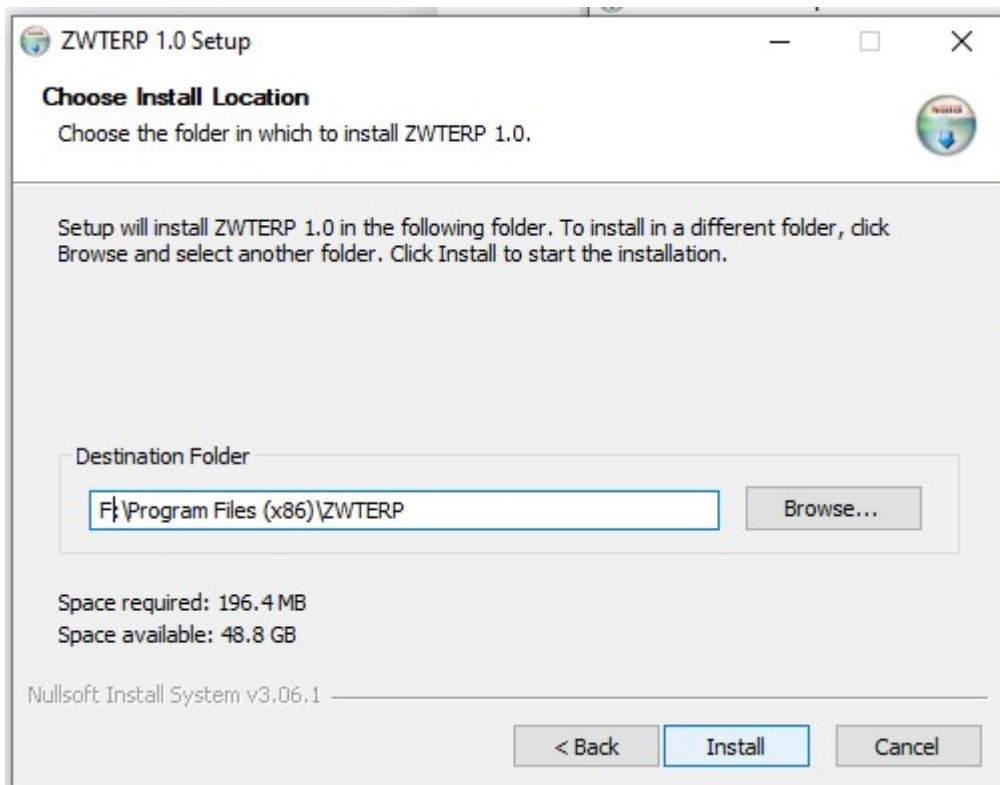 ZWTERP 1.0 Setup
Choose Install Location
Choose the folder in which to install ZWTERP 1.0.
Setup will install ZWTERP 1.0 in the following folder. To install in a different folder, click
Browse and select another folder. Click Install to start the installation.
Destination Folder
F:\Program Files (x86)\ZWTERP
Browse...
Space required: 196.4 MB
Space available: 48.8 GB
Nullsoft Install System v3.06.1
< Back
Install
Cancel